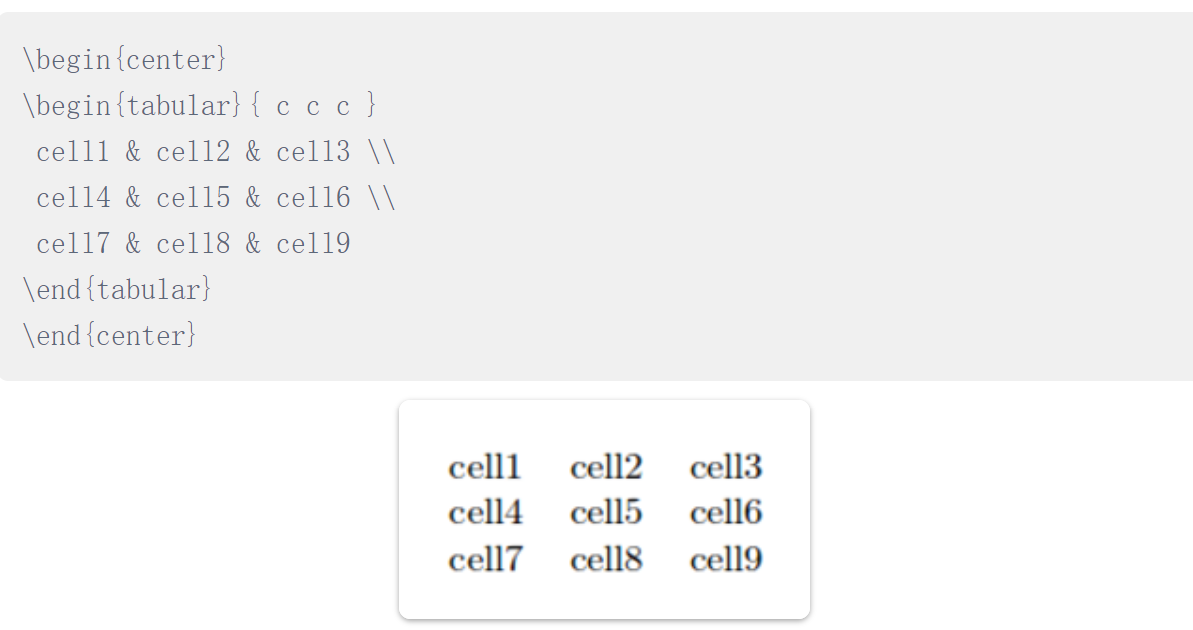 \begin{center}
\begin{tabular}{ c c c }
 cell1 & cell2 & cell3 \\
 cell4 & cell5 & cell6 \\
 cell7 & cell8 & cell9
\end{tabular}
\end{center}
cell1 cell2 cell3
cell4 cell5 cell6
cell7 cell8 cell9